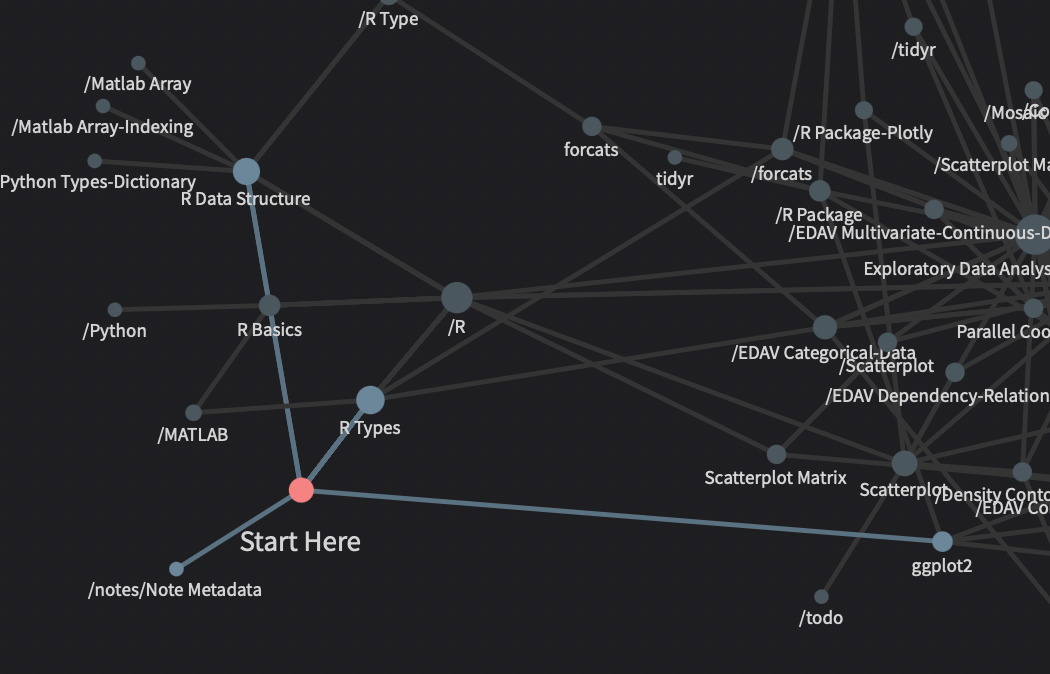 /R Type
/tidyr
/Matlab Array
/Mosaic
/Matlab Array-Indexing
/R Package-Plotly
forcats
/Scatterplot Ma
/forcats
tidyr
Python Types-Dictionary
R Data Structure
/R Package
/EDAV Multivariate-Continuous-D
Exploratory Data Analys
/R
R Basics
/Python
Parallel Coo
/EDAV Categorical-Data
/Scatterplot
/EDAV Dependency-Relation
R Types
/MATLAB
Scatterplot Matrix
Scatterplot
/Density Conto
/EDAV Co
Start Here
ggplot2
/notes/Note Metadata
/todo